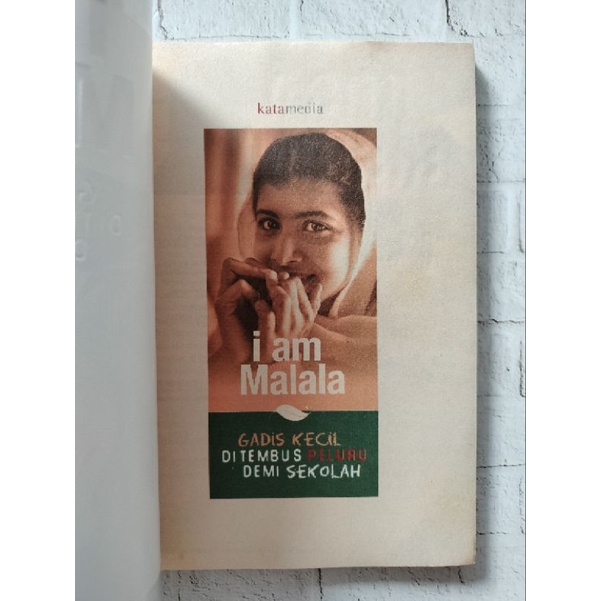 katamedia
i am
Malala
GADIS KECIL
DITEMBUS PELURU
DEMI SEKOLAH